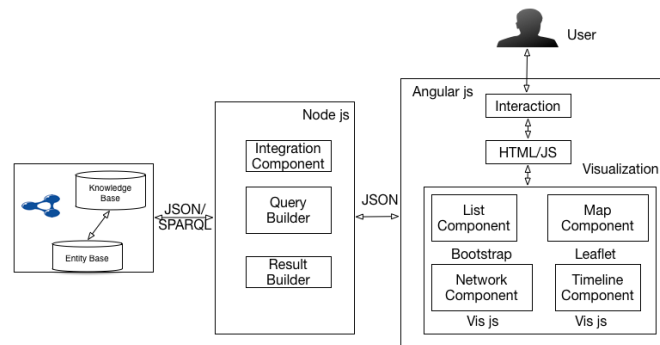 User
Angular js
Interaction
HTML/JS
Visualization
Node js
Integration
Component
Query
Builder
Result
Builder
Knowledge
Base
Entity Base
JSON/
SPARQL
JSON
List
Component
Map
Component
Bootstrap
Leaflet
Network
Component
Timeline
Component
Vis js
Vis js